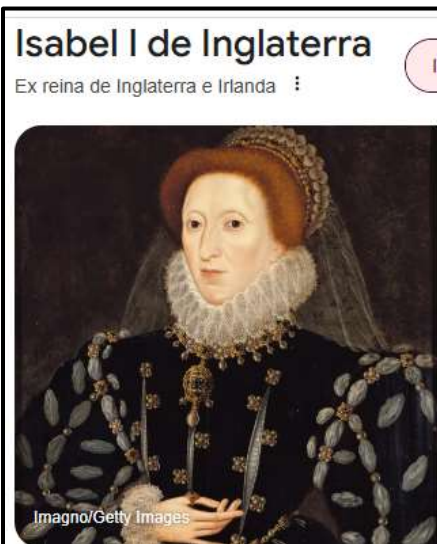 Isabel I de Inglaterra
Ex reina de Inglaterra e Irlanda
Imagno/Getty Images